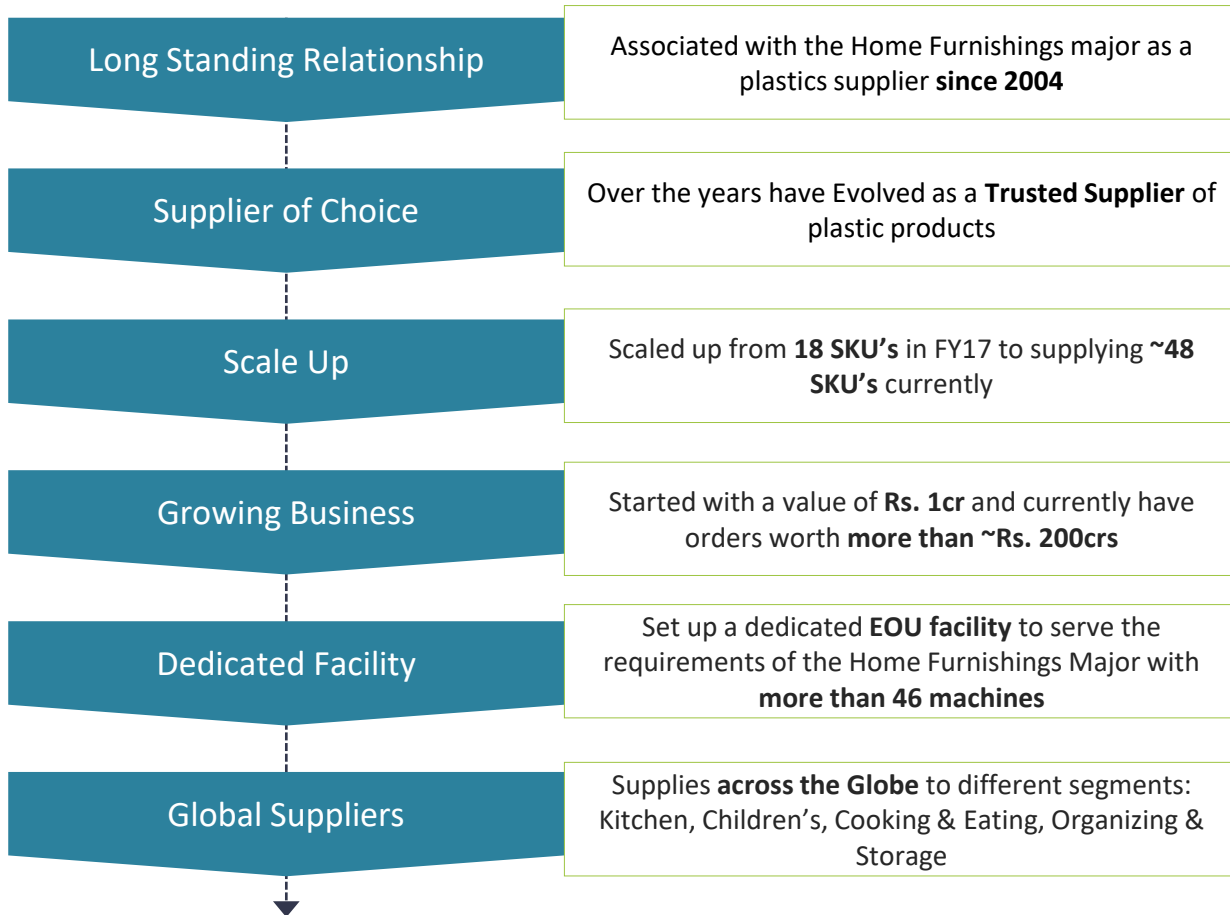 Long Standing Relationship
Associated with the Home Furnishings major as a
plastics supplier since 2004
Supplier of Choice
Over the years have Evolved as a Trusted Supplier of
plastic products
Scale Up
Scaled up from 18 SKU’s in FY17 to supplying ~48
SKU’s currently
Growing Business
Started with a value of Rs. 1cr and currently have
orders worth more than ~Rs. 200crs
Dedicated Facility
Set up a dedicated EOU facility to serve the
requirements of the Home Furnishings Major with
more than 46 machines
Global Suppliers
Supplies across the Globe to different segments:
Kitchen, Children’s, Cooking & Eating, Organizing &
Storage